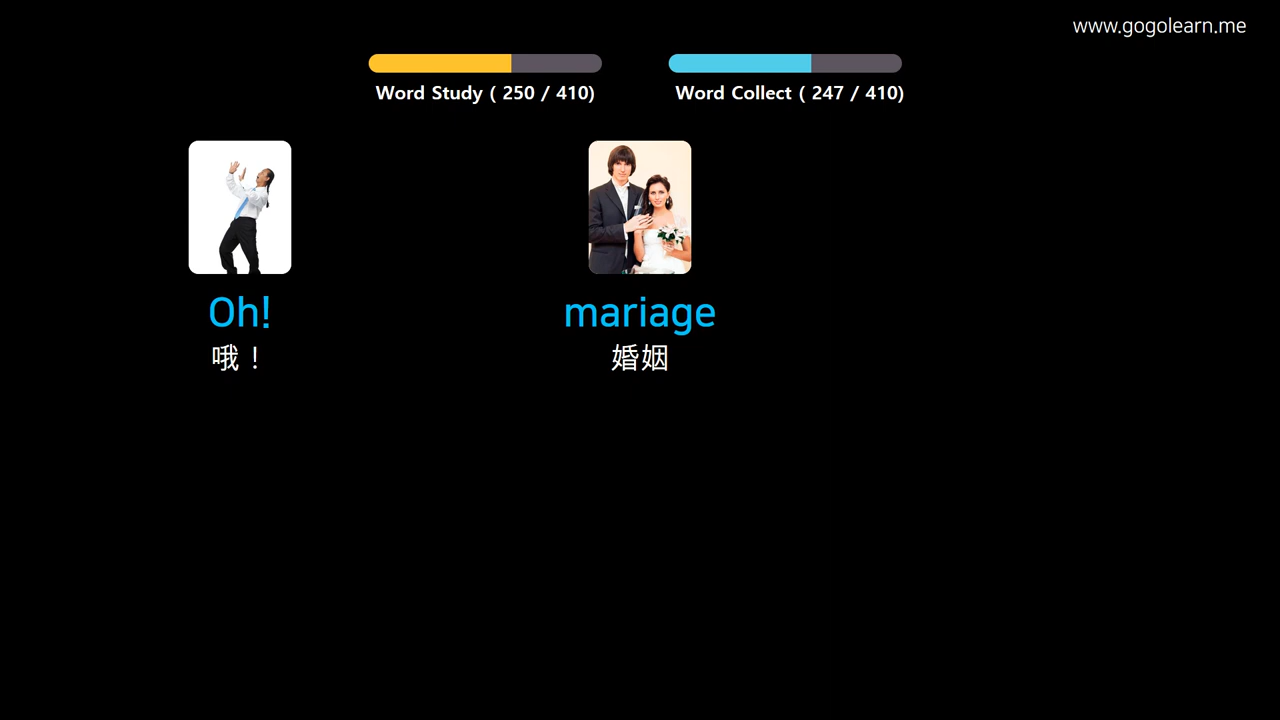 www.gogolearn.me
Word Study ( 250 / 410)
Word Collect ( 247 / 410)
Oh!
哦！
mariage
婚姻